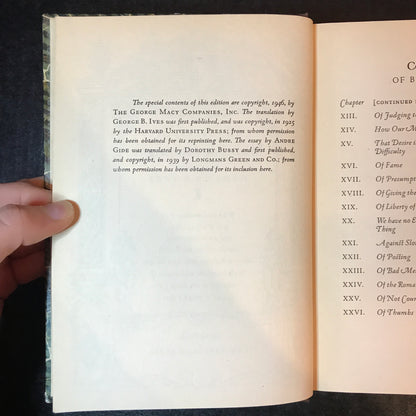 The special contents of this edition are copyright, 1946, by
THE GEORGE MACY COMPANIES, INC. The translation by
GEORGE B. IVES was first published, and was copyright, in 1925
by the HARVARD UNIVERSITY PRESS; from whom permission
has been obtained for its reprinting here. The essay by ANDRE
GIDE was translated by DOROTHY BUSSY and first published,
and copyright, in 1939 by LONGMANS GREEN AND CO.; from
whom permission has been obtained for its inclusion here.
OF B
Chapter [CONTINUED
XIII. Of Judging
XIV. How Our
XV. That Desire
Difficulty
XVI. Of Fame
XVII. Of Presumpt
XVIII. Of Giving the
XIX. Of Liberty of
XX. We have no
Thing
XXI. Against Slo
XXII. Of Posting
XXIII. Of Bad Me
XXIV. Of the Roma
XXV. Of Not Cour
XXVI. Of Thumbs